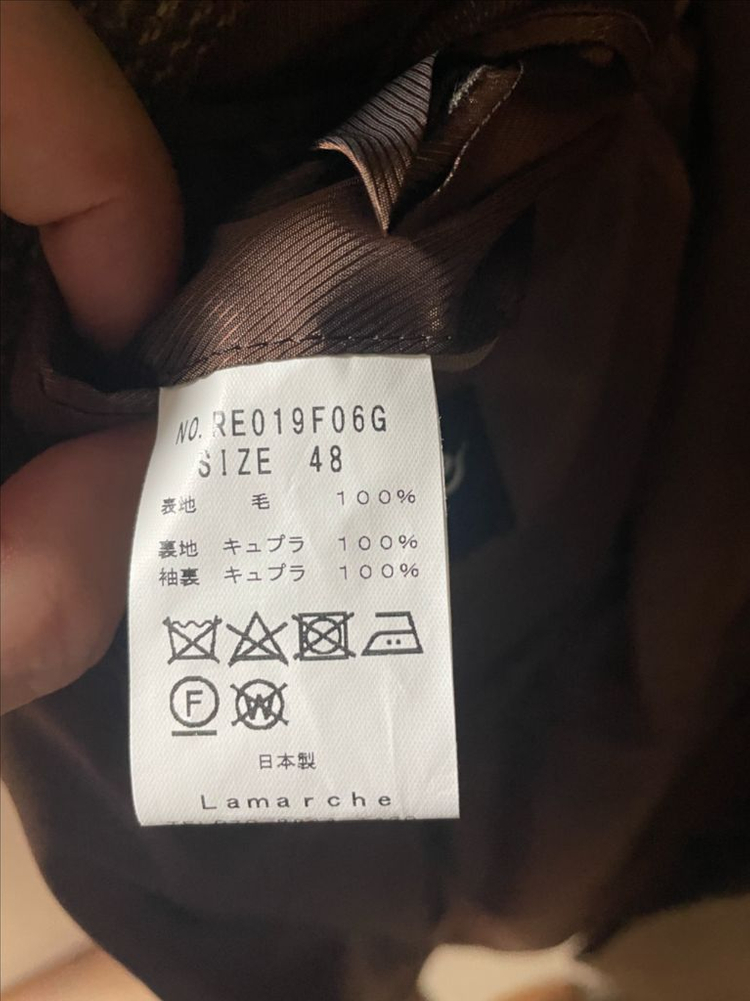 NO. RE019F06G
SIZE 48
表地 毛 100%
裏地 キュプラ 100%
袖裏 キュプラ 100%
F W
日本製
Lamarche